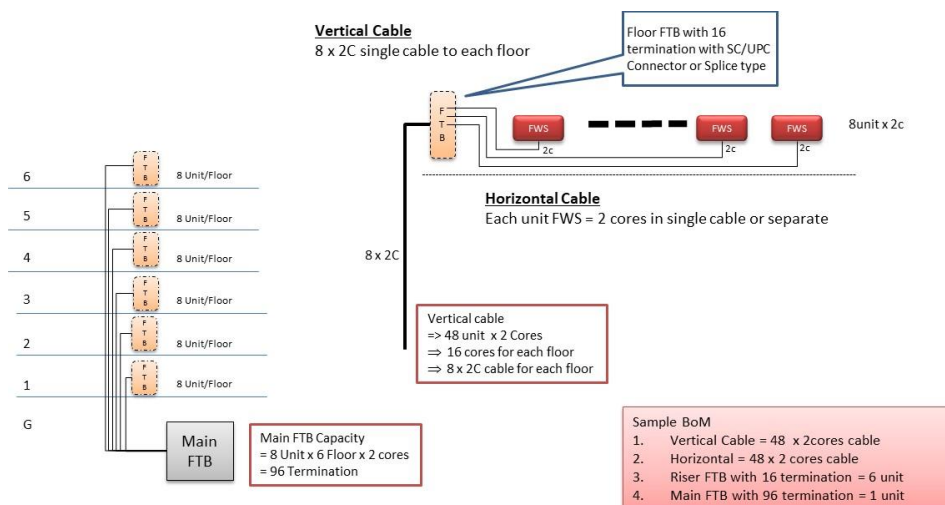 Vertical Cable
8 x 2C single cable to each floor
Floor FTB with 16
termination with SC/UPC
Connector or Splice type
F
T
B
FWS
FWS
FWS
8unit x 2c
2c
2c
2c
Horizontal Cable
Each unit FWS = 2 cores in single cable or separate
8 x 2C
Vertical cable
=> 48 unit x 2 Cores
⇒ 16 cores for each floor
⇒ 8 x 2C cable for each floor
6
F
T
B
8 Unit/Floor
5
F
T
B
8 Unit/Floor
4
F
T
B
8 Unit/Floor
3
F
T
B
8 Unit/Floor
2
F
T
B
8 Unit/Floor
1
F
T
B
8 Unit/Floor
G
Main
FTB
Main FTB Capacity
= 8 Unit x 6 Floor x 2 cores
= 96 Termination
Sample BoM
1. Vertical Cable = 48 x 2cores cable
2. Horizontal = 48 x 2 cores cable
3. Riser FTB with 16 termination = 6 unit
4. Main FTB with 96 termination = 1 unit